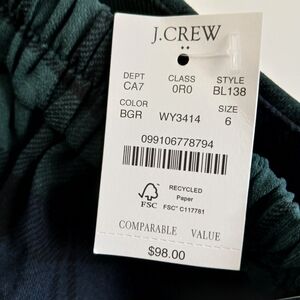 J.CREW
DEPT CLASS STYLE
CA7 0R0 BL138
COLOR SIZE
BGR WY3414 6
099106778794
RECYCLED
Paper
FSC FSC™ C117781
COMPARABLE VALUE
$98.00